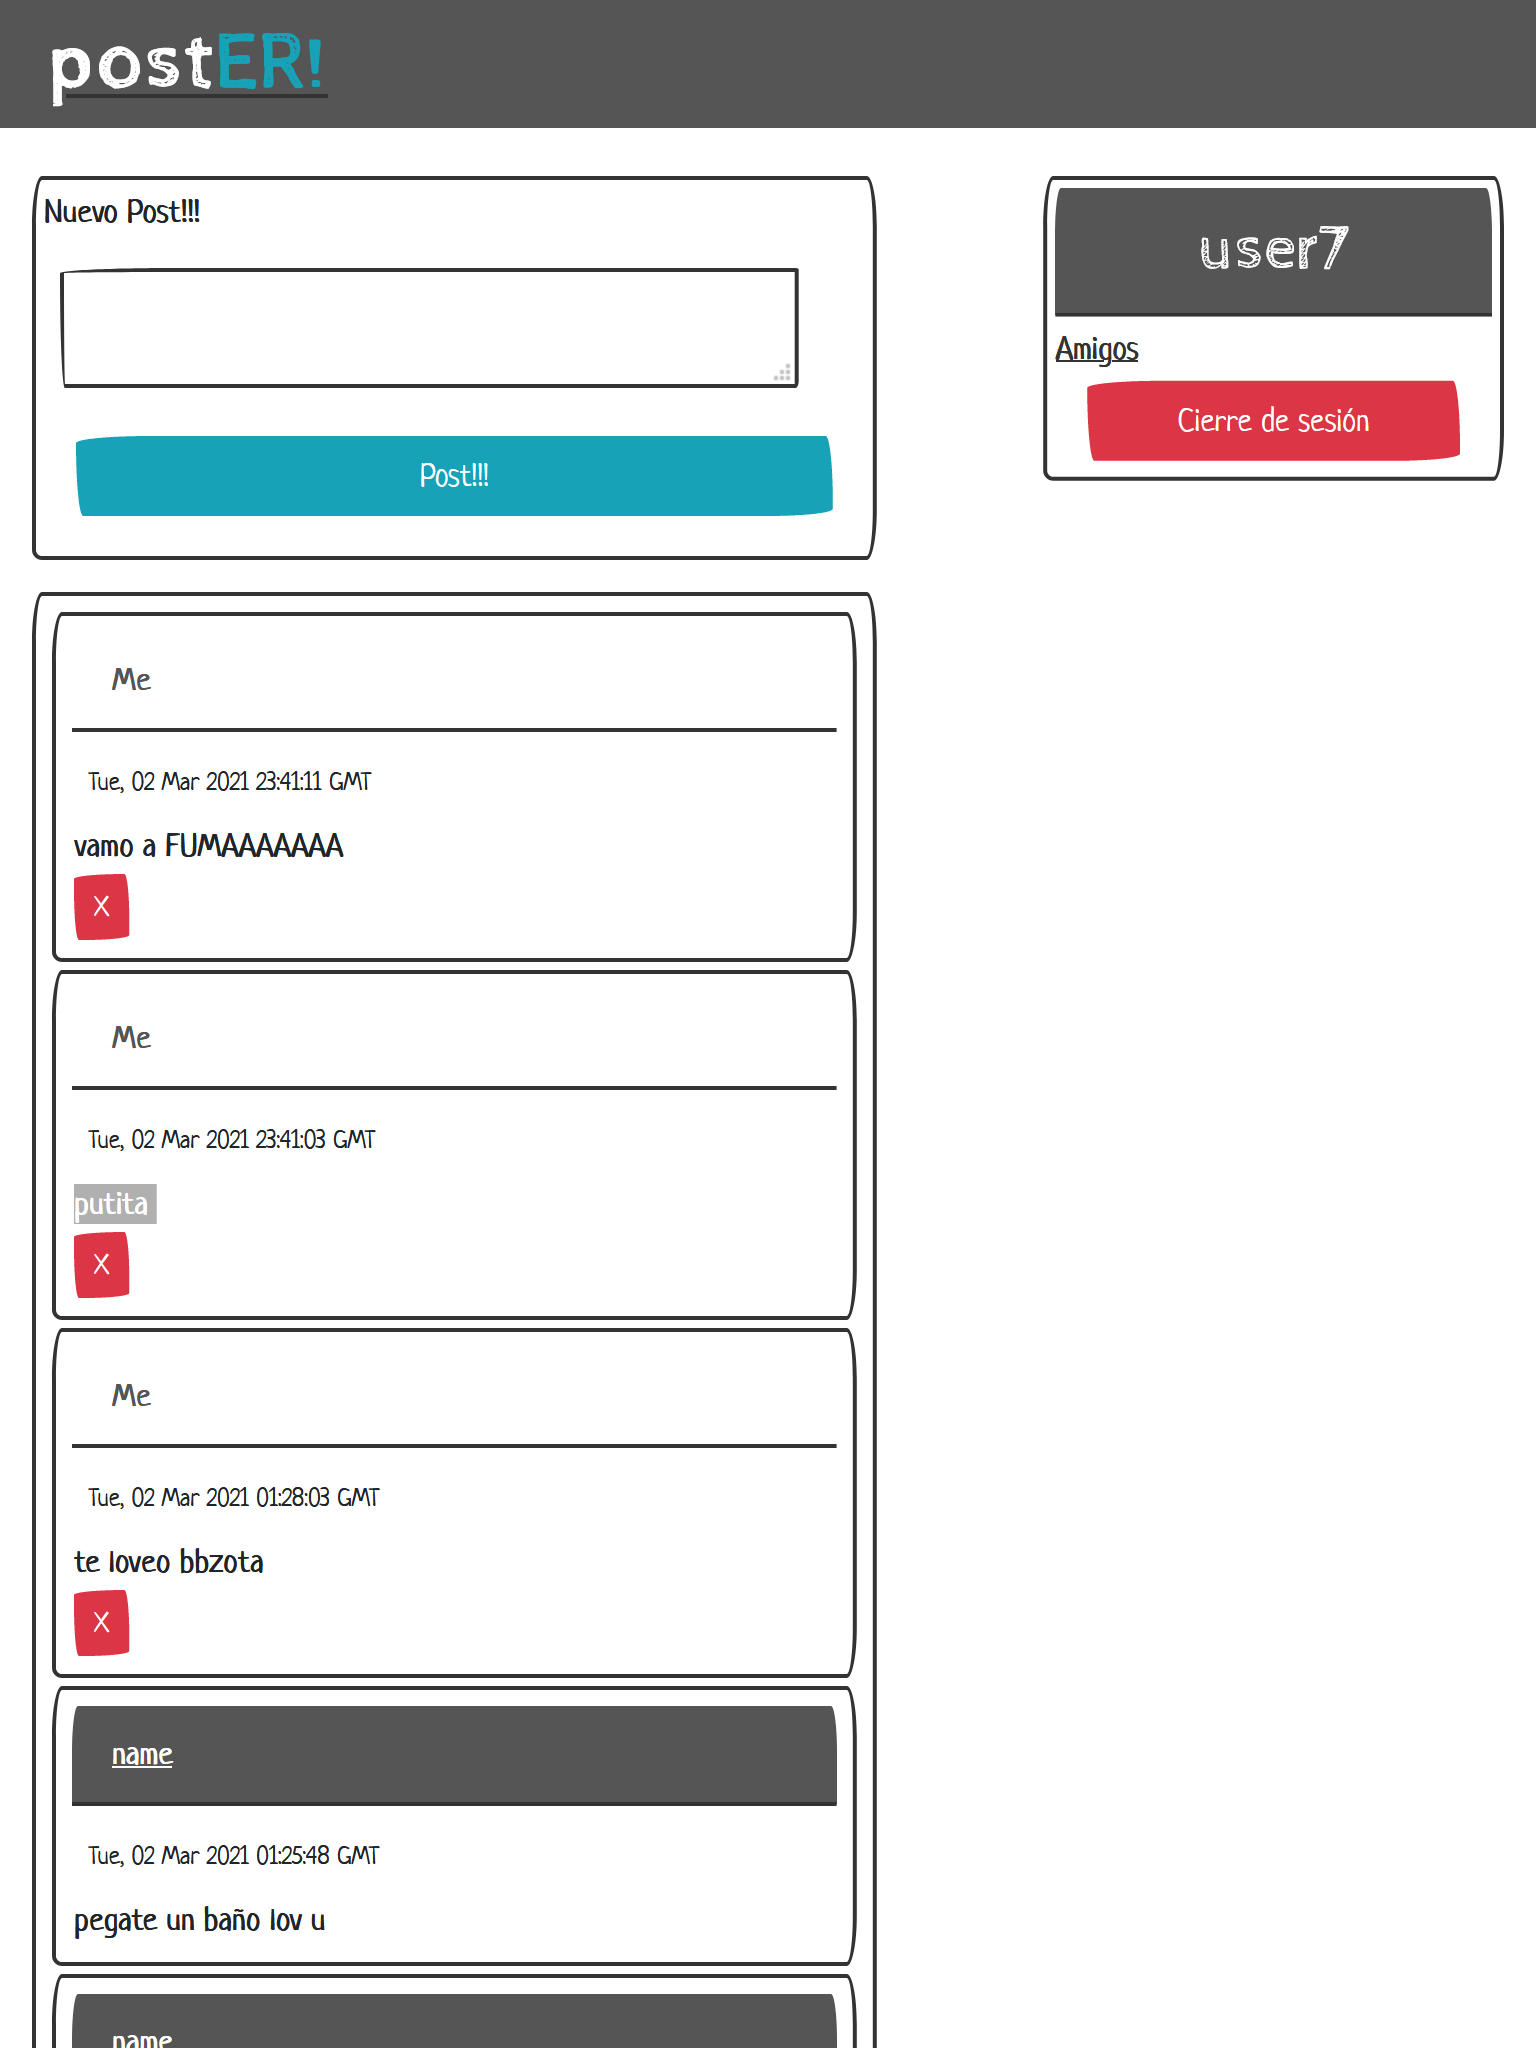 postER!
Nuevo Post!!!
Post!!!
user7
Amigos
Cierre de sesión
Me
Tue, 02 Mar 2021 23:41:11 GMT
vamo a FUMAAAAAAA
X
Me
Tue, 02 Mar 2021 23:41:03 GMT
putita
X
Me
Tue, 02 Mar 2021 01:28:03 GMT
te loveo bbzota
X
name
Tue, 02 Mar 2021 01:25:48 GMT
pegate un baño lov u
name